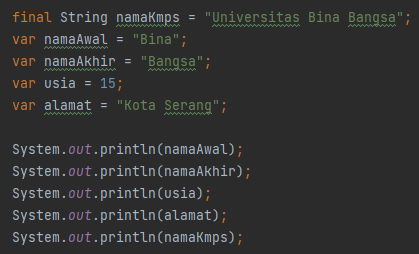 final String namaKmps = "Universitas Bina Bangsa";
var namaAwal = "Bina";
var namaAkhir = "Bangsa";
var usia = 15;
var alamat = "Kota Serang";
System.out.println(namaAwal);
System.out.println(namaAkhir);
System.out.println(usia);
System.out.println(alamat);
System.out.println(namaKmps);